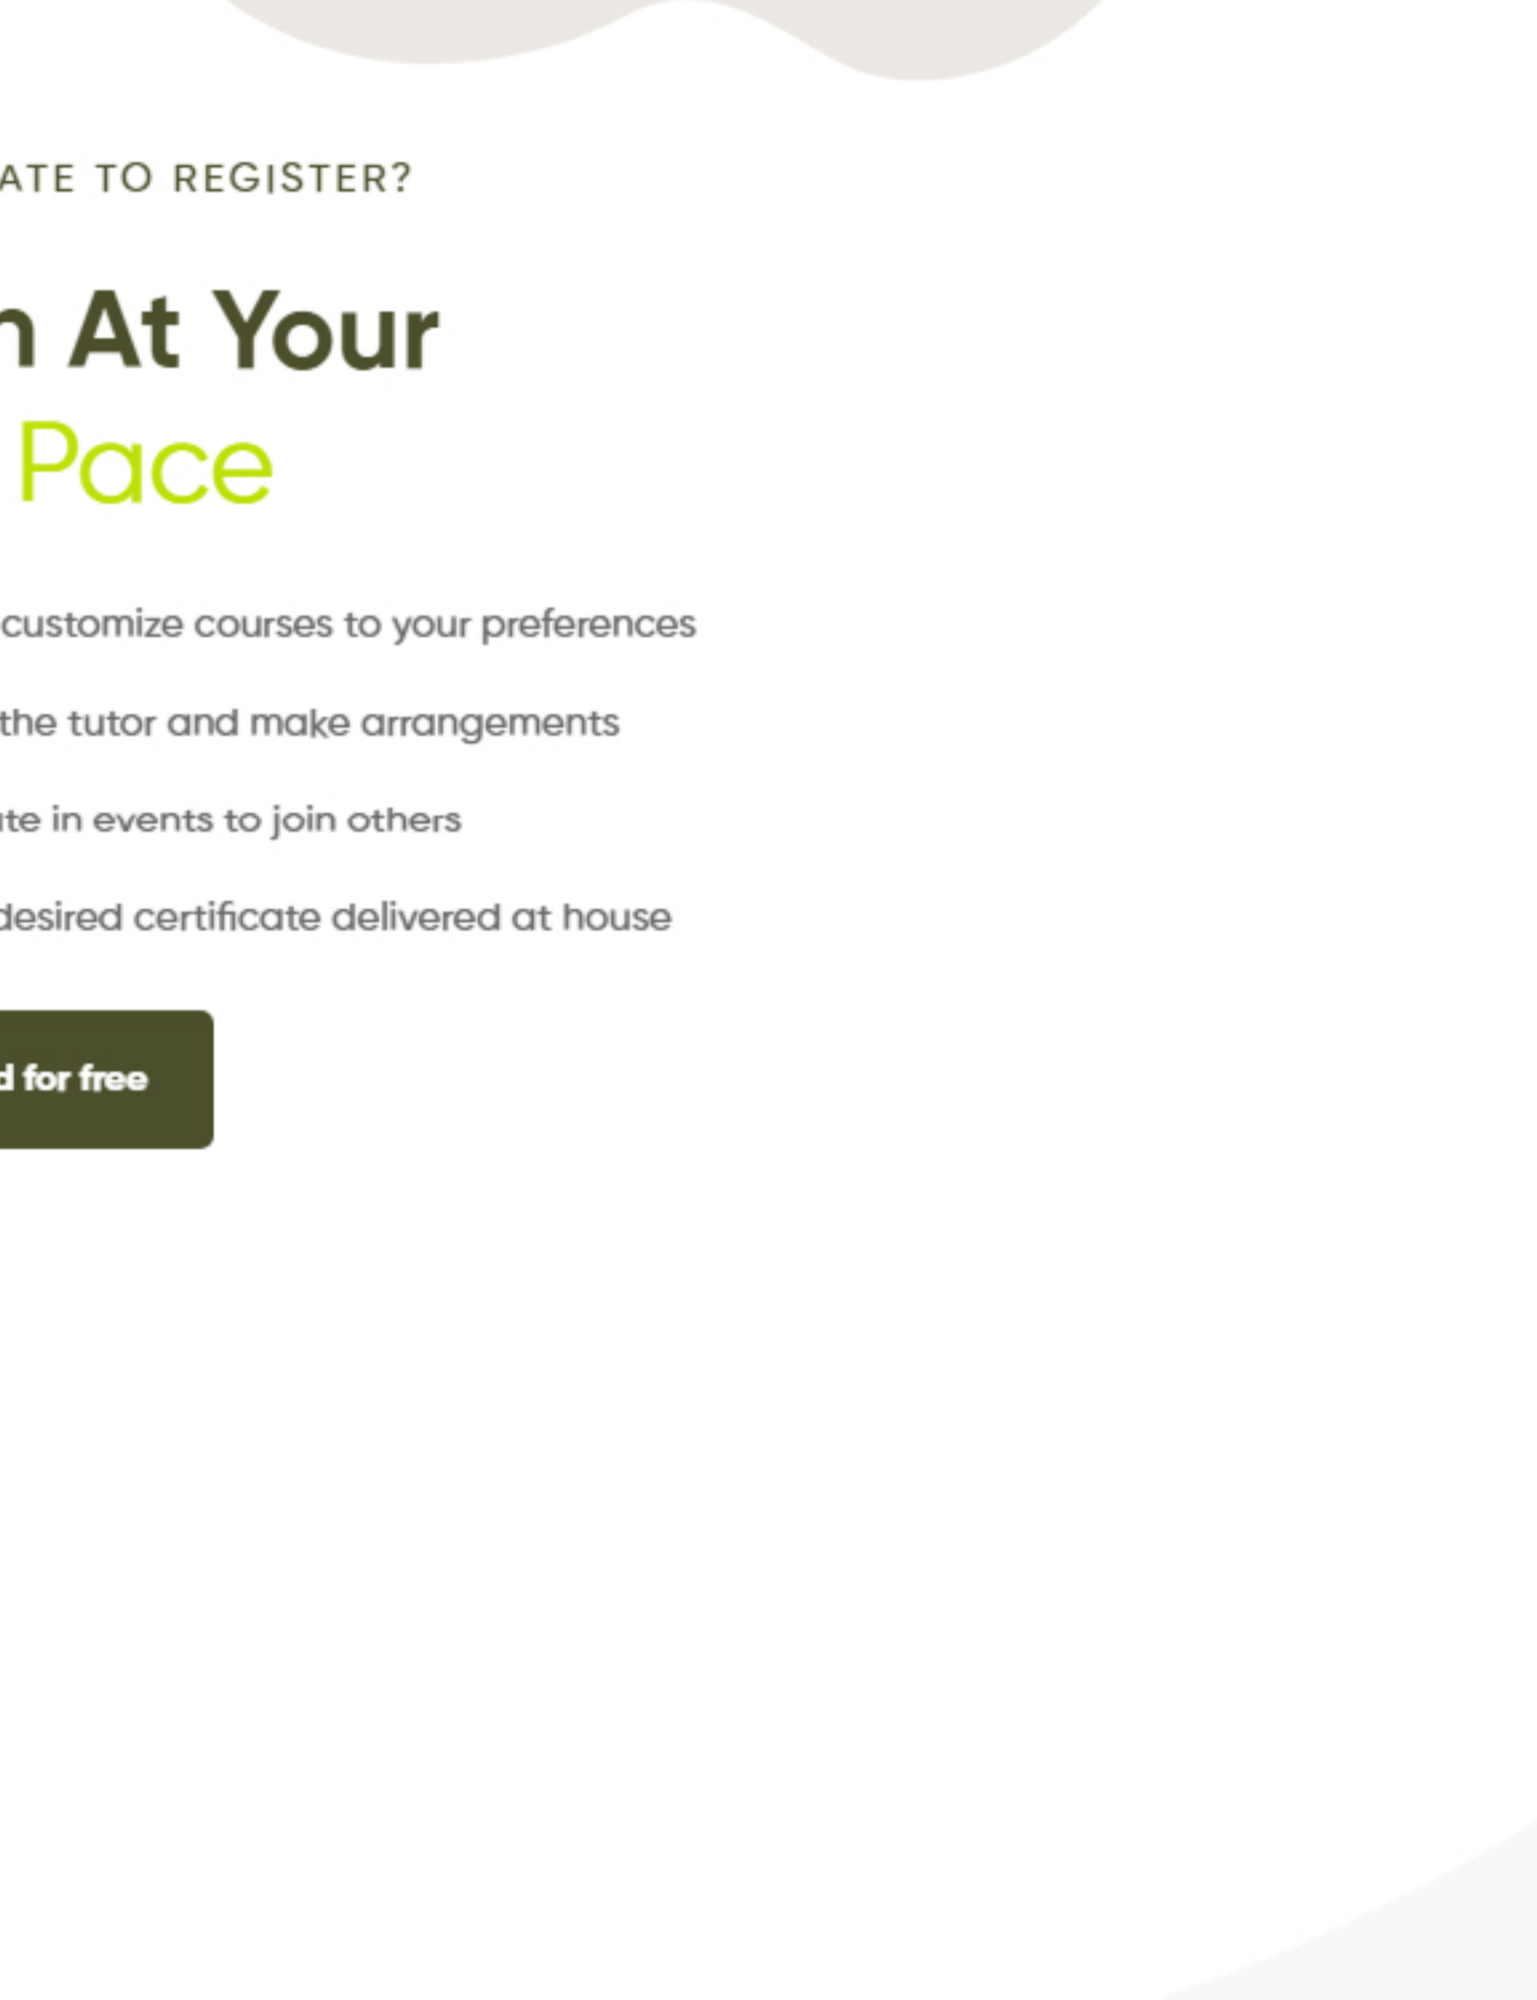 ATE TO REGISTER?
n At Your
Pace
customize courses to your preferences
the tutor and make arrangements
te in events to join others
desired certificate delivered at house
d for free